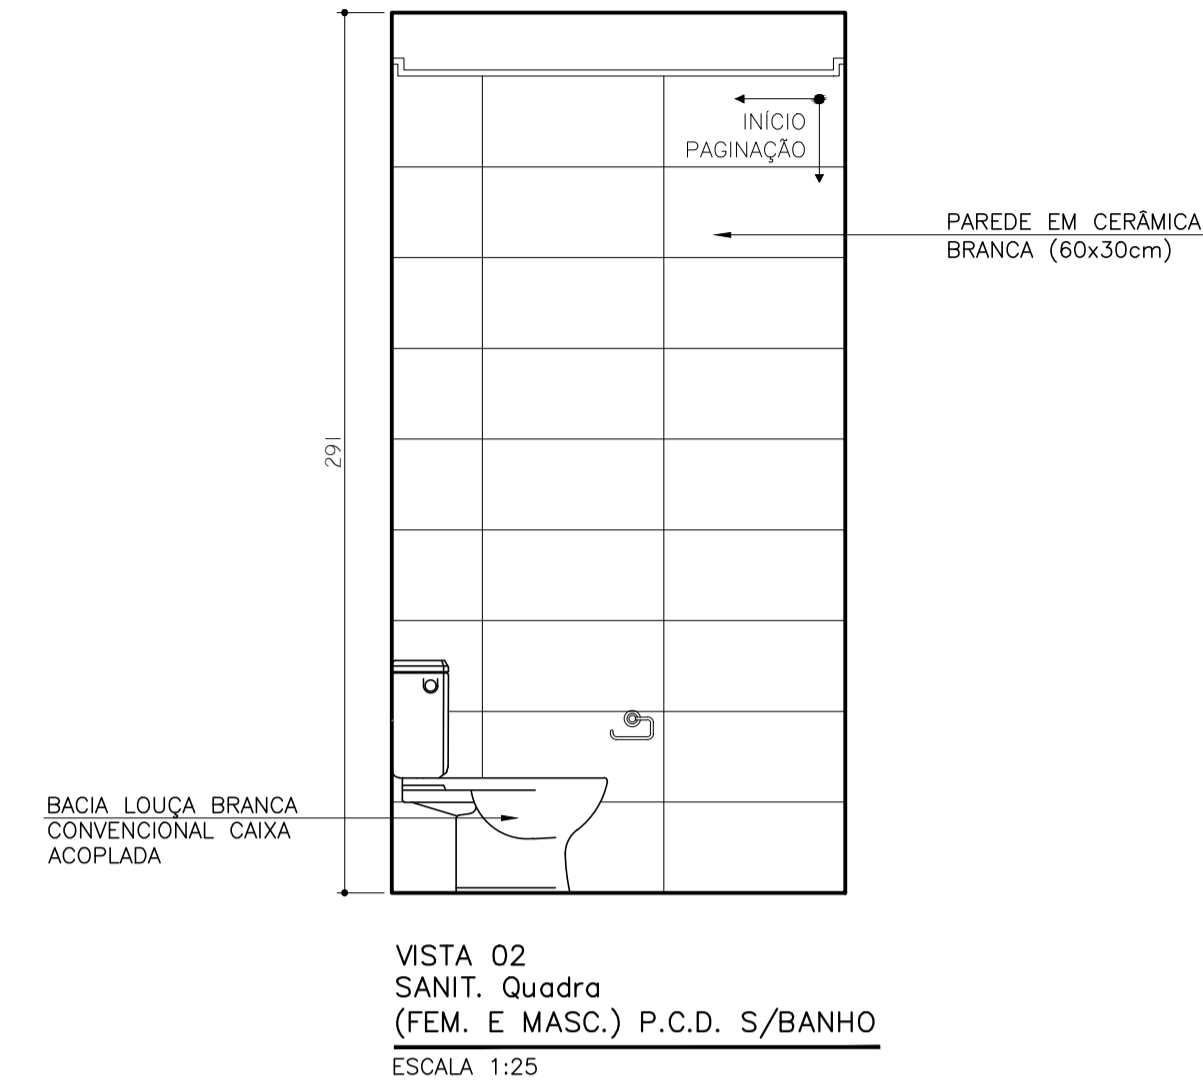 INÍCIO
PAGINAÇÃO
PAREDE EM CERÂMICA
BRANCA (60x30cm)
291
BACIA LOUÇA BRANCA
CONVENCIONAL CAIXA
ACOPLADA
VISTA 02
SANIT. Quadra
(FEM. E MASC.) P.C.D. S/BANHO
ESCALA 1:25